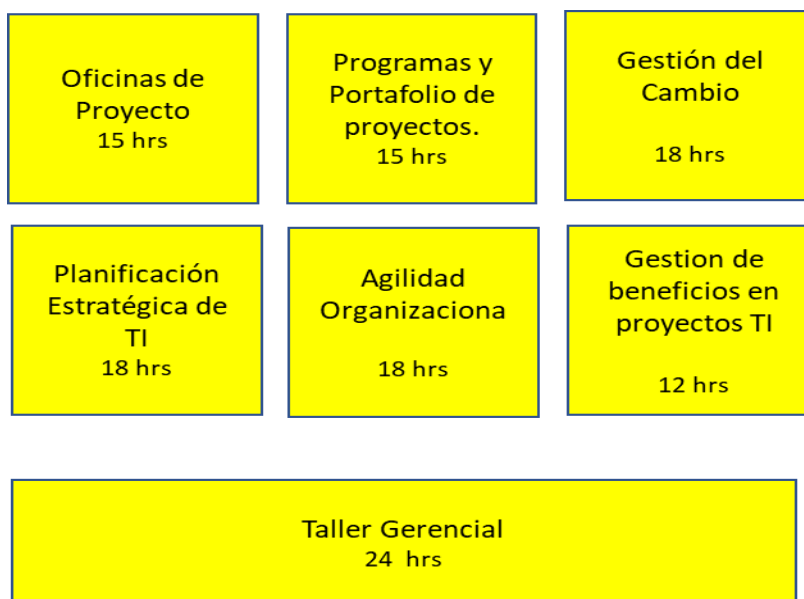 Oficinas de
Proyecto
15 hrs
Programas y
Portafolio de
proyectos.
15 hrs
Gestión del
Cambio
18 hrs
Planificación
Estratégica de
TI
18 hrs
Agilidad
Organizaciona
18 hrs
Gestion de
beneficios en
proyectos TI
12 hrs
Taller Gerencial
24 hrs